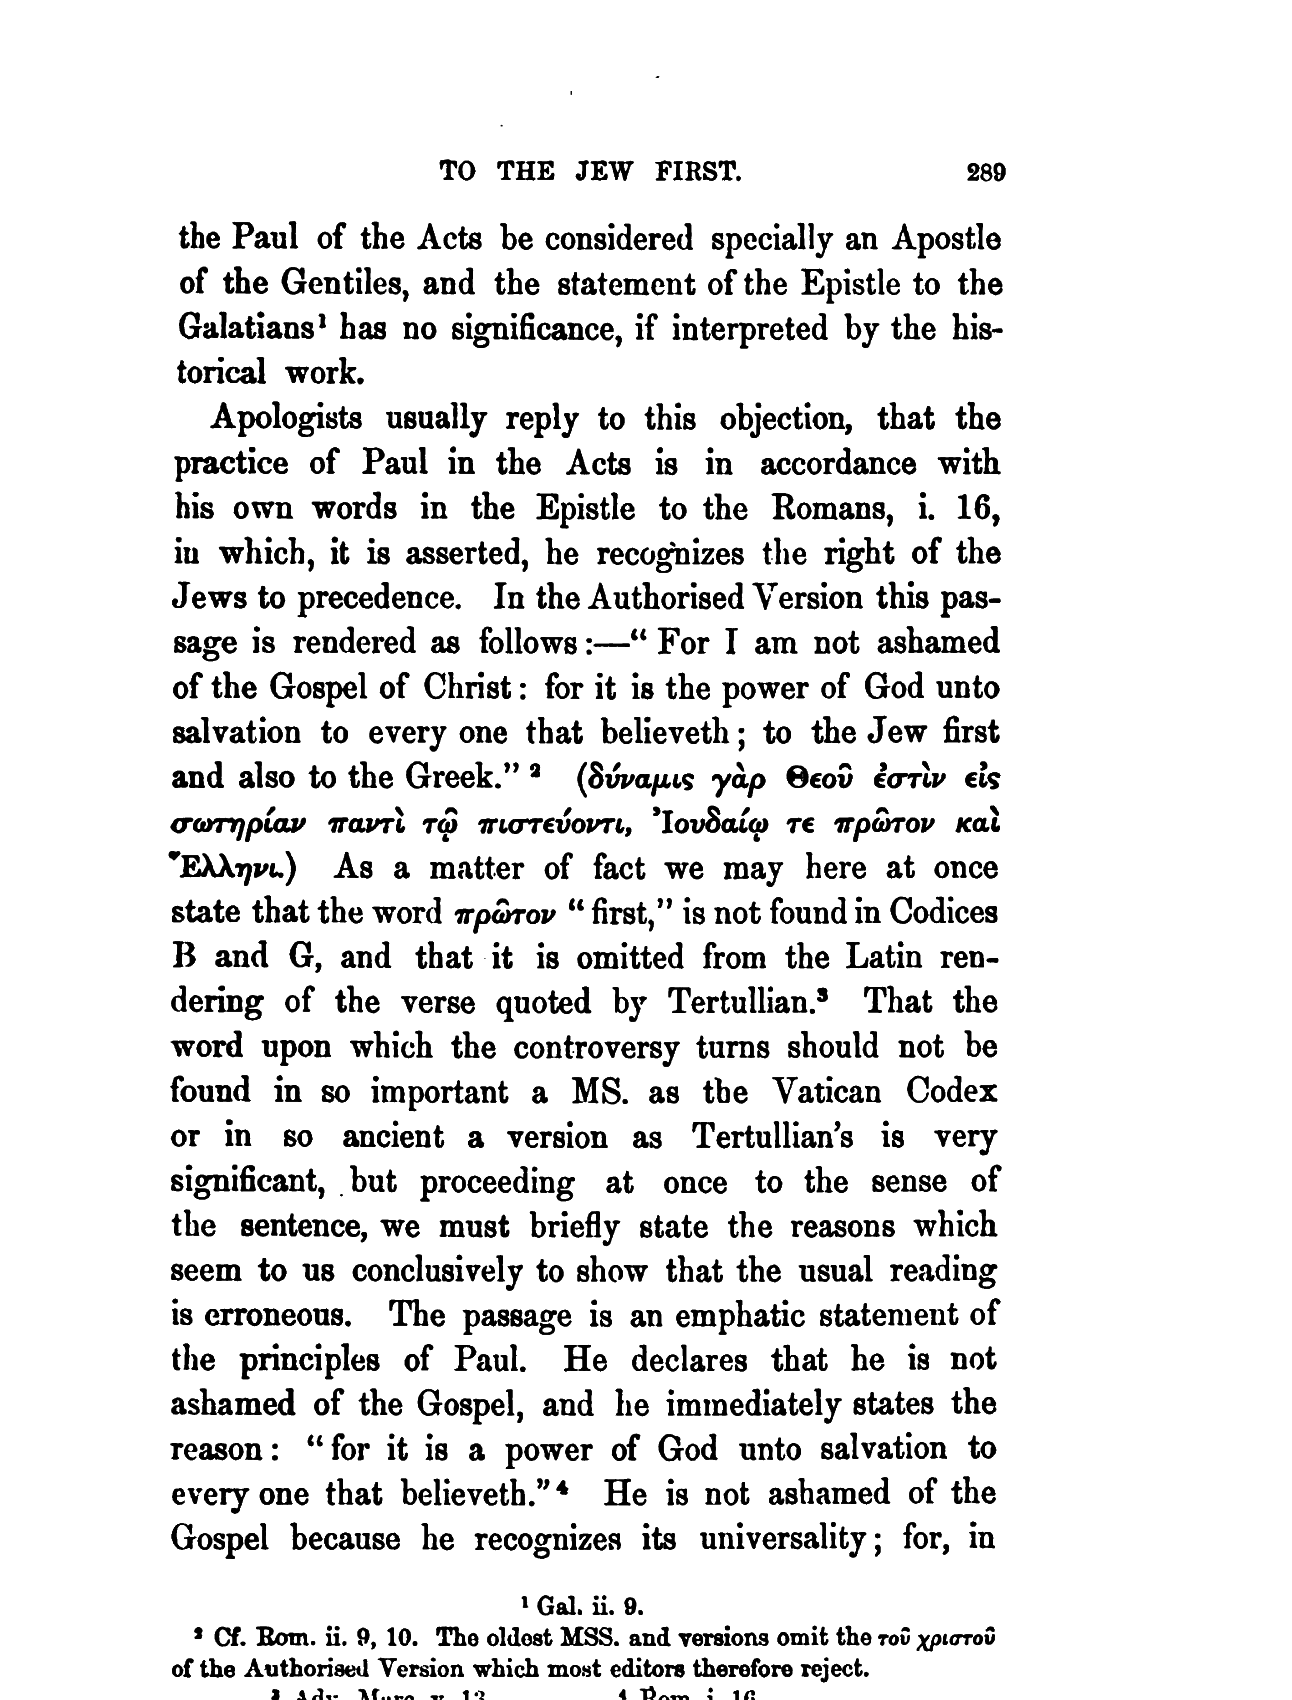 TO THE JEW FIRST. 289
the Paul of the Acts be considered specially an Apostle
of the Gentiles, and the statement of the Epistle to the
Galatians¹ has no significance, if interpreted by the his-
torical work.
Apologists usually reply to this objection, that the
practice of Paul in the Acts is in accordance with
his own words in the Epistle to the Romans, i. 16,
in which, it is asserted, he recognizes the right of the
Jews to precedence. In the Authorised Version this pas-
sage is rendered as follows:—“For I am not ashamed
of the Gospel of Christ: for it is the power of God unto
salvation to every one that believeth; to the Jew first
and also to the Greek.” ² (δύναμις γὰρ Θεοῦ ἐστὶν εἰς
σωτηρίαν παντὶ τῷ πιστεύοντι, Ἰουδαίῳ τε πρῶτον καὶ
Ἕλληνι.) As a matter of fact we may here at once
state that the word πρῶτον “first,” is not found in Codices
B and G, and that it is omitted from the Latin ren-
dering of the verse quoted by Tertullian.³ That the
word upon which the controversy turns should not be
found in so important a MS. as the Vatican Codex
or in so ancient a version as Tertullian’s is very
significant, but proceeding at once to the sense of
the sentence, we must briefly state the reasons which
seem to us conclusively to show that the usual reading
is erroneous. The passage is an emphatic statement of
the principles of Paul. He declares that he is not
ashamed of the Gospel, and he immediately states the
reason: “for it is a power of God unto salvation to
every one that believeth.”⁴ He is not ashamed of the
Gospel because he recognizes its universality; for, in
¹ Gal. ii. 9.
² Cf. Rom. ii. 9, 10. The oldest MSS. and versions omit the τοῦ χριστοῦ
of the Authorised Version which most editors therefore reject.
³ Adv. Marc. v. 13. ⁴ Rom. i. 16.